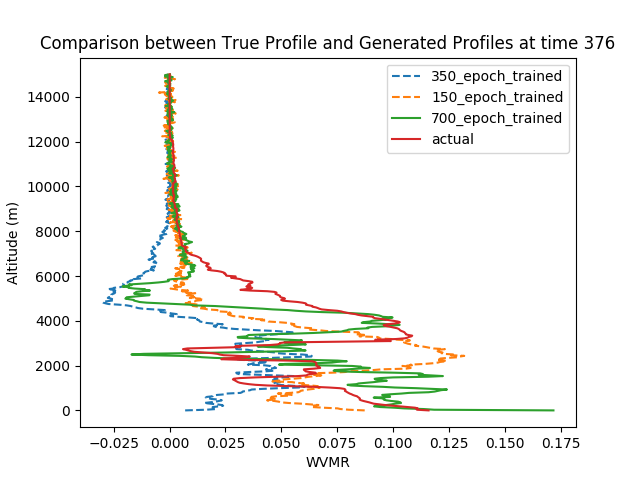 Comparison between True Profile and Generated Profiles at time 376
350_epoch_trained
150_epoch_trained
700_epoch_trained
actual
14000
12000
10000
8000
6000
4000
2000
0
Altitude (m)
−0.025 0.000 0.025 0.050 0.075 0.100 0.125 0.150 0.175
WVMR